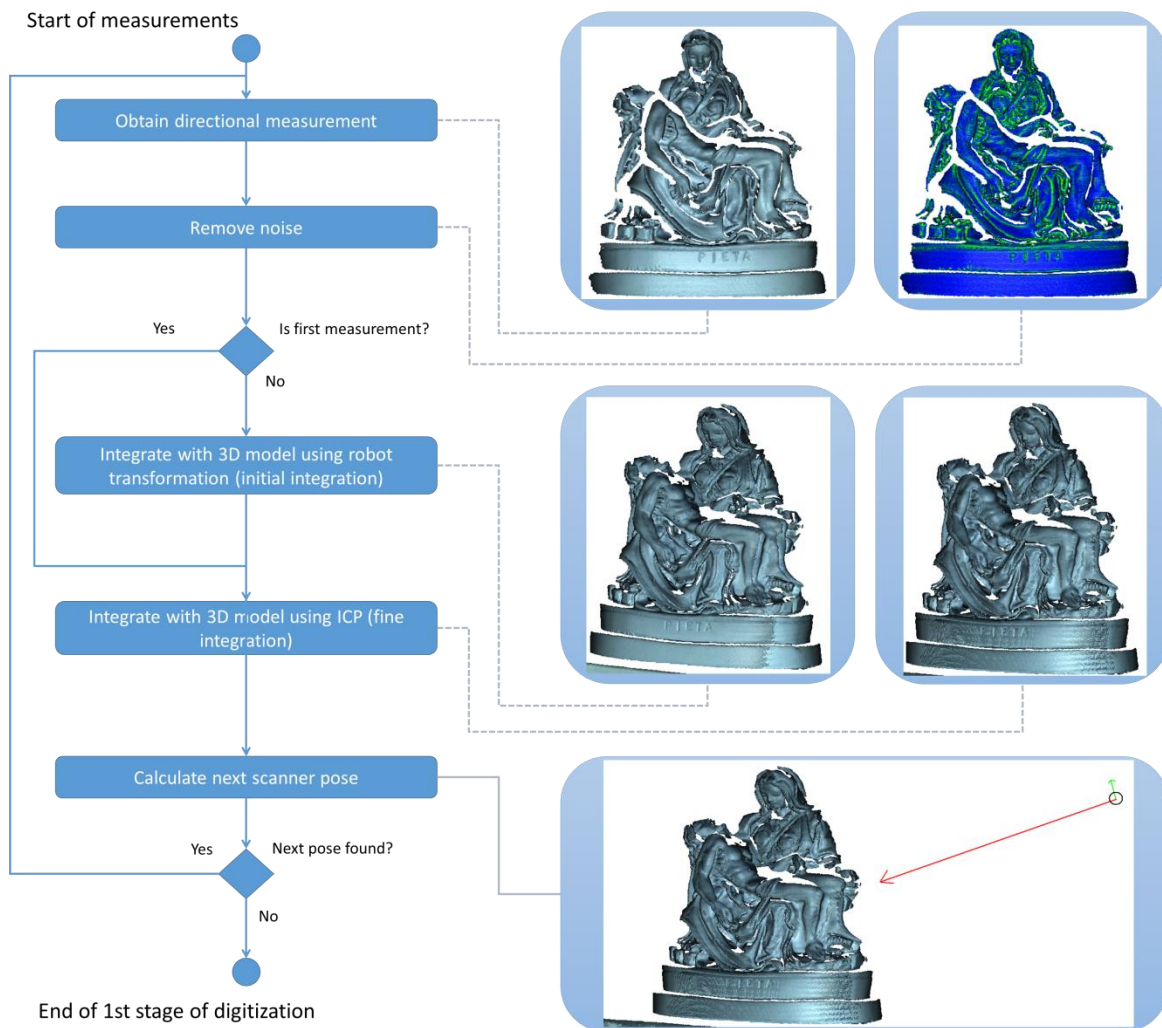 Start of measurements
Obtain directional measurement
Remove noise
Yes
Is first measurement?
No
Integrate with 3D model using robot
transformation (initial integration)
Integrate with 3D model using ICP (fine
integration)
Calculate next scanner pose
Yes
Next pose found?
No
End of 1st stage of digitization
PIETA
PIETA
PIETA
PIETA
PIETA